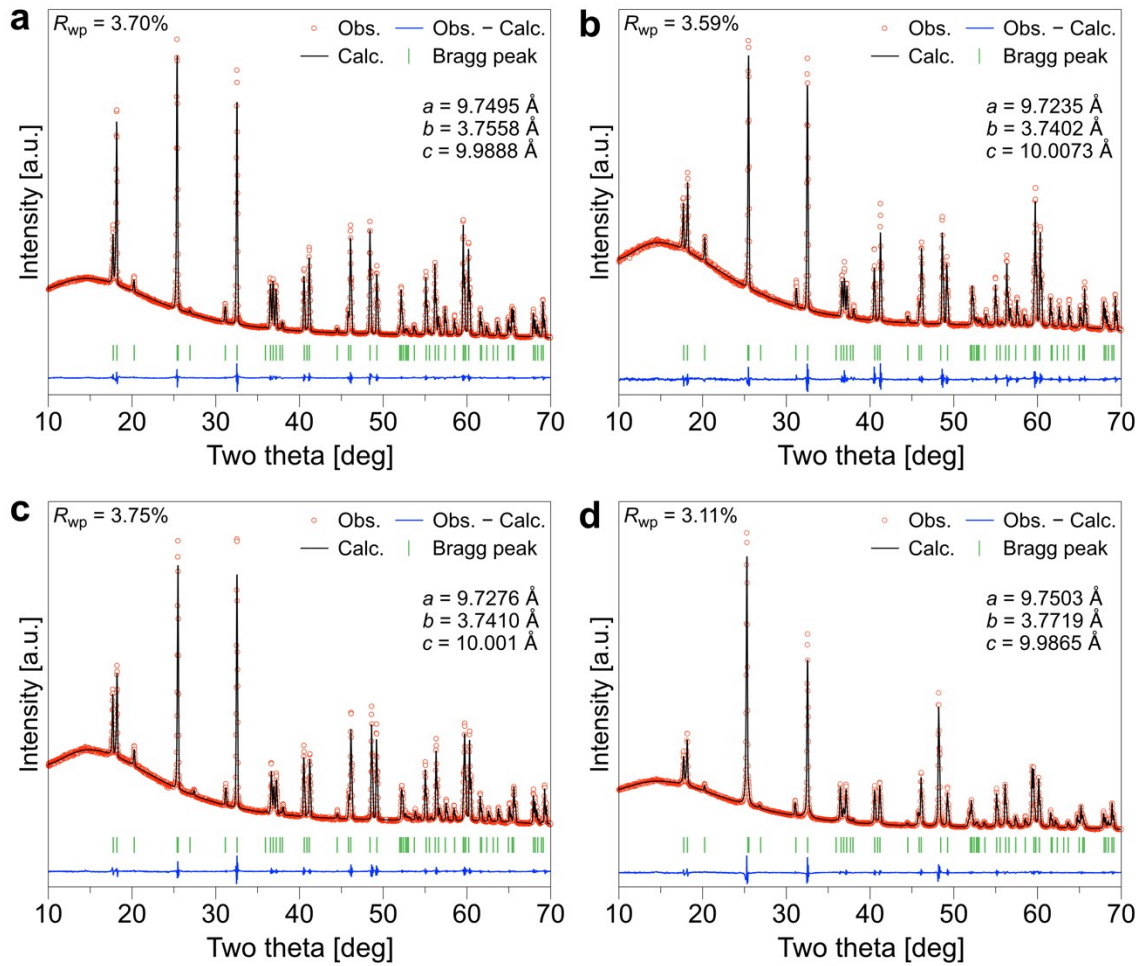 a
R_wp = 3.70%
Obs. Obs. − Calc.
Calc. Bragg peak
a = 9.7495 Å
b = 3.7558 Å
c = 9.9888 Å
Intensity [a.u.]
10 20 30 40 50 60 70
Two theta [deg]
b
R_wp = 3.59%
Obs. Obs. − Calc.
Calc. Bragg peak
a = 9.7235 Å
b = 3.7402 Å
c = 10.0073 Å
Intensity [a.u.]
10 20 30 40 50 60 70
Two theta [deg]
c
R_wp = 3.75%
Obs. Obs. − Calc.
Calc. Bragg peak
a = 9.7276 Å
b = 3.7410 Å
c = 10.001 Å
Intensity [a.u.]
10 20 30 40 50 60 70
Two theta [deg]
d
R_wp = 3.11%
Obs. Obs. − Calc.
Calc. Bragg peak
a = 9.7503 Å
b = 3.7719 Å
c = 9.9865 Å
Intensity [a.u.]
10 20 30 40 50 60 70
Two theta [deg]